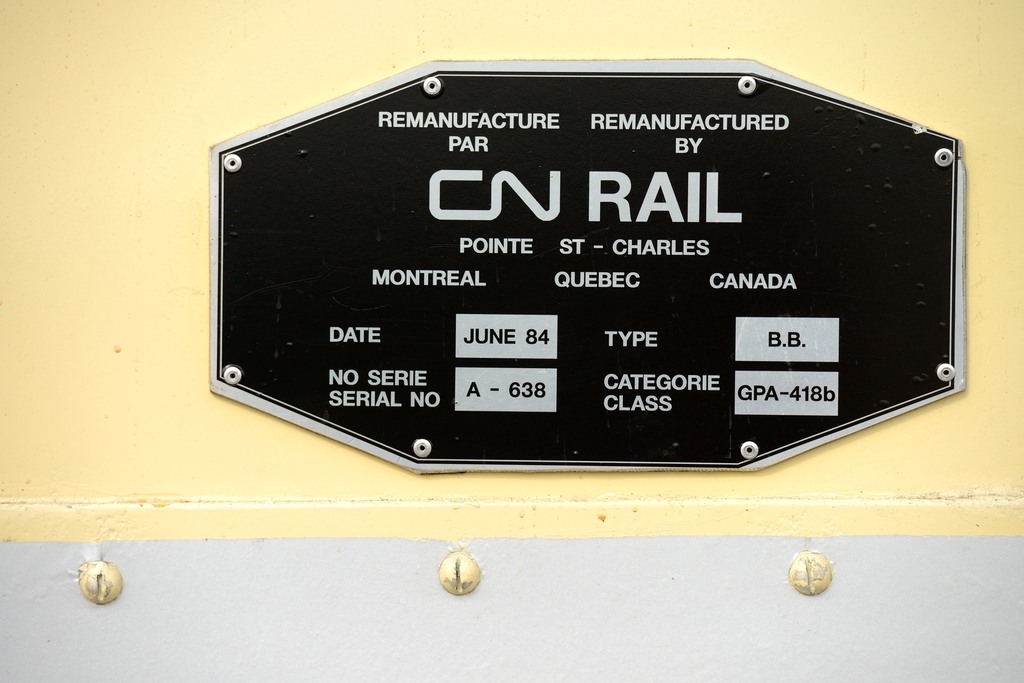 REMANUFACTURE REMANUFACTURED
PAR BY
CN RAIL
POINTE ST - CHARLES
MONTREAL QUEBEC CANADA
DATE JUNE 84 TYPE B.B.
NO SERIE CATEGORIE
SERIAL NO A - 638 CLASS GPA-418b